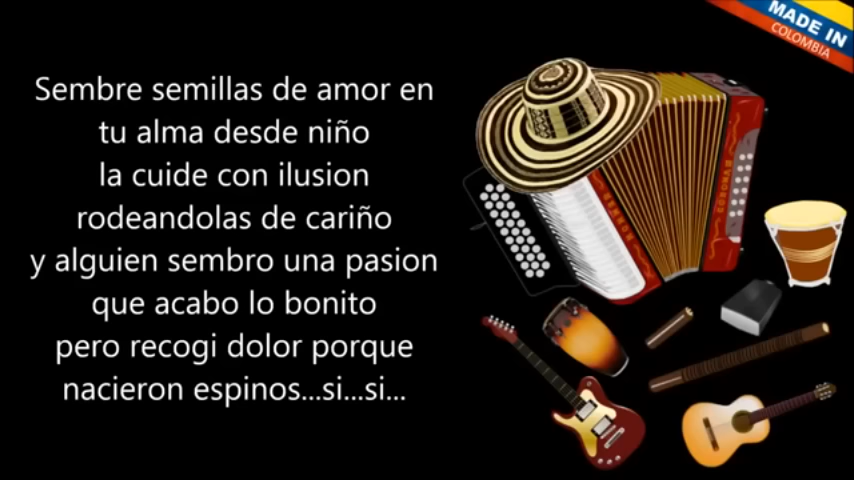 MADE IN
COLOMBIA
Sembre semillas de amor en
tu alma desde niño
la cuide con ilusion
rodeandolas de cariño
y alguien sembro una pasion
que acabo lo bonito
pero recogi dolor porque
nacieron espinos...si...si...